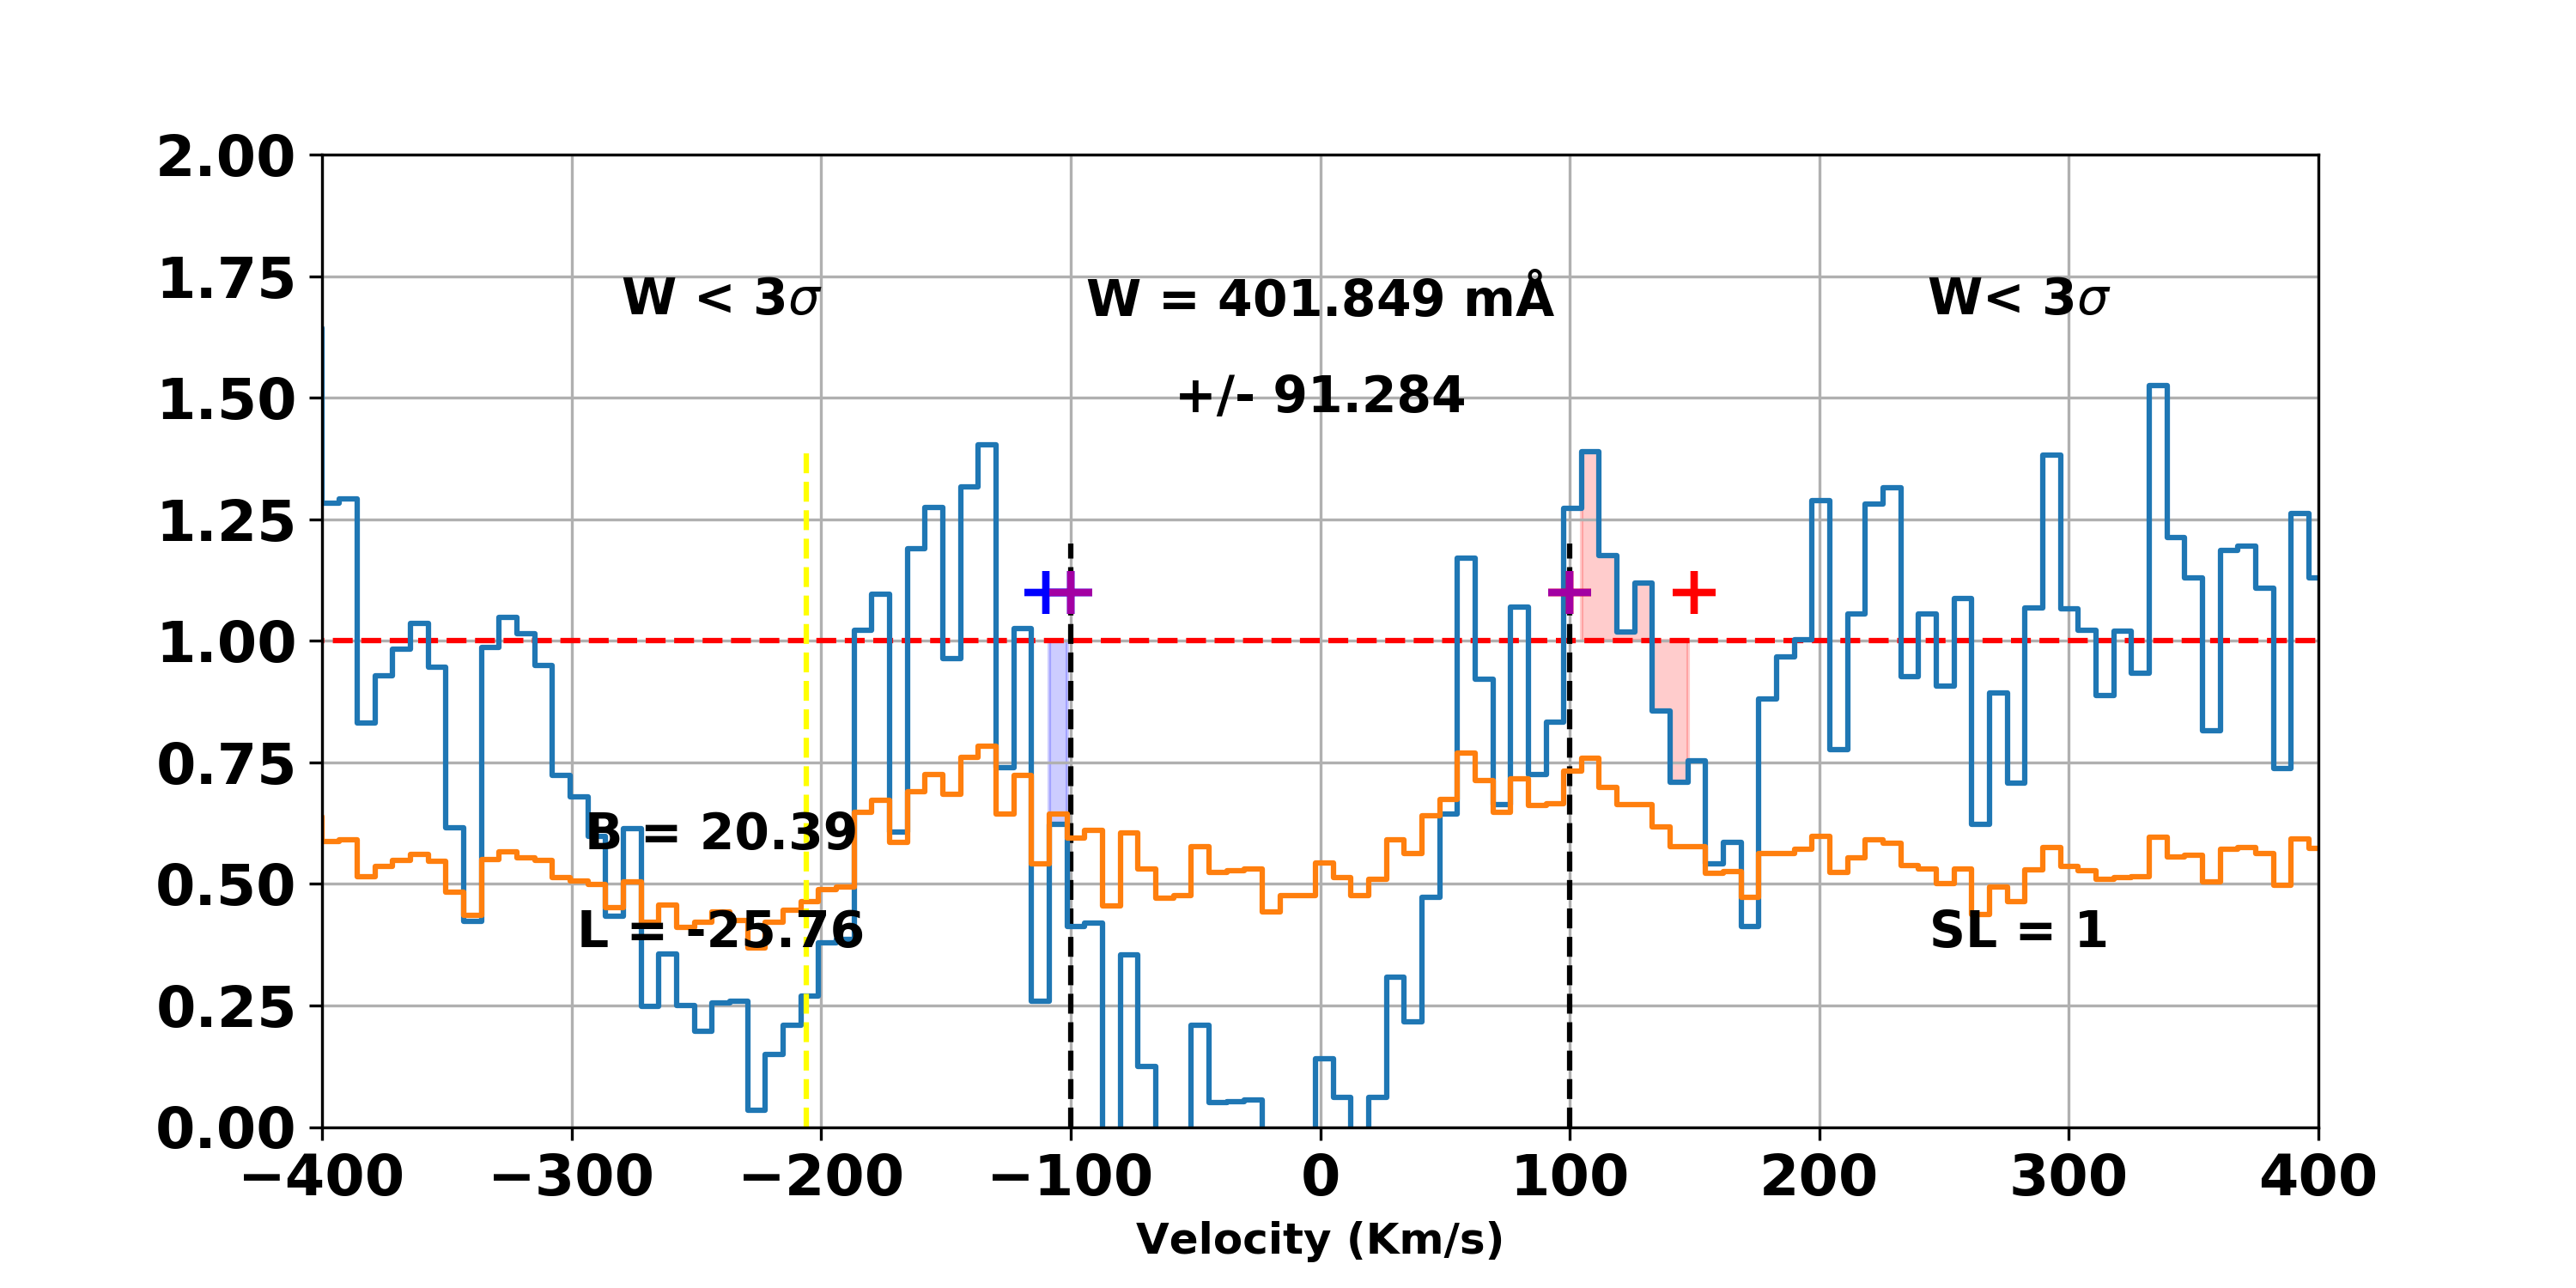 2.00
1.75
W < 3σ W = 401.849 mÅ W< 3σ
1.50
+/- 91.284
1.25
1.00
0.75
B = 20.39
0.50
L = -25.76 SL = 1
0.25
0.00
−400 −300 −200 −100 0 100 200 300 400
Velocity (Km/s)